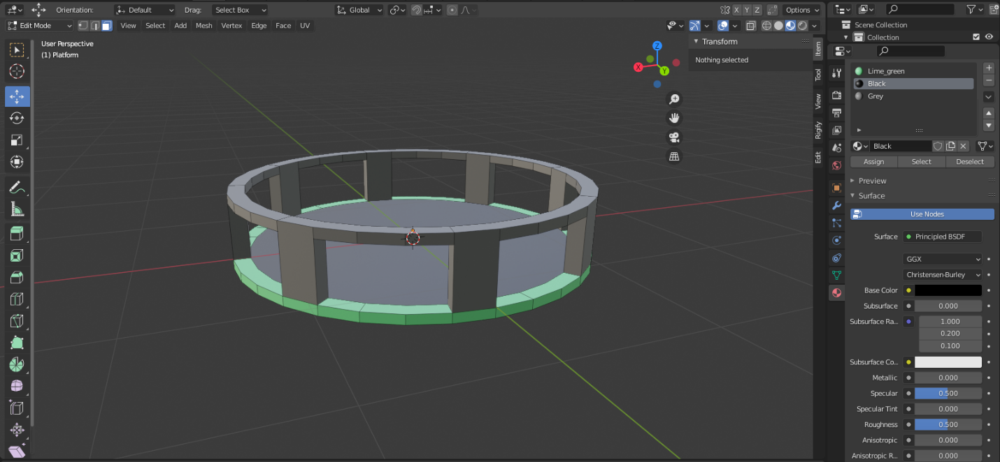 Orientation: Default Drag: Select Box Global X Y Z Options
Edit Mode View Select Add Mesh Vertex Edge Face UV
User Perspective
(1) Platform
Transform
Nothing selected
Z
X
Y
Item
Tool
View
Rigify
Edit
Scene Collection
Collection
Lime_green
Black
Grey
Black
Assign Select Deselect
Preview
Surface
Use Nodes
Surface Principled BSDF
GGX
Christensen-Burley
Base Color
Subsurface 0.000
Subsurface Ra... 1.000
0.200
0.100
Subsurface Co...
Metallic 0.000
Specular 0.500
Specular Tint 0.000
Roughness 0.500
Anisotropic 0.000
Anisotropic R... 0.000